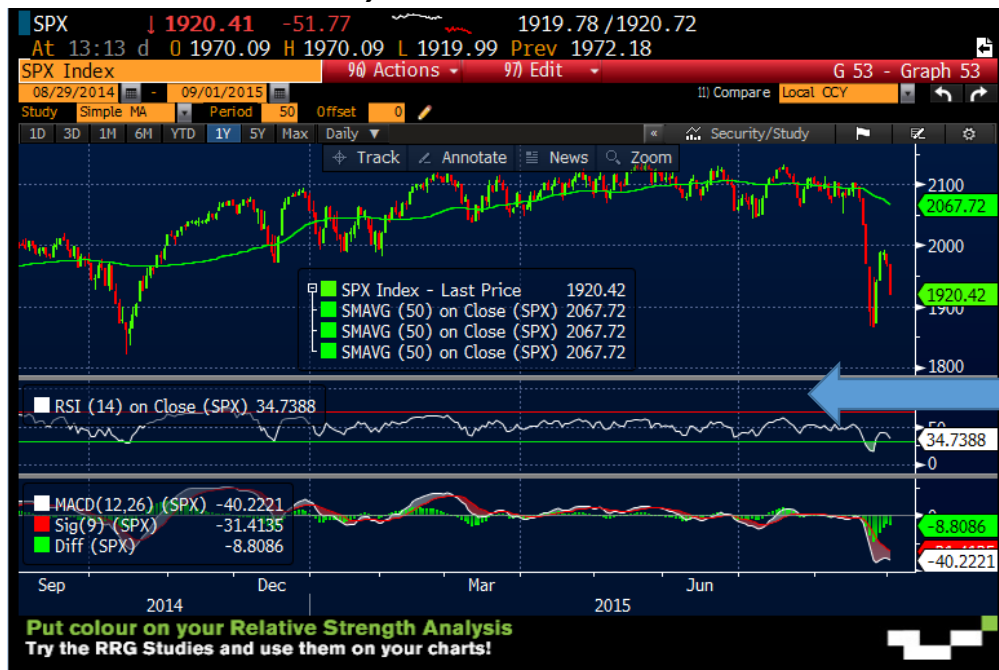 SPX ↓ 1920.41 -51.77 1919.78/1920.72
At 13:13 d O 1970.09 H 1970.09 L 1919.99 Prev 1972.18
SPX Index 96) Actions 97) Edit G 53 - Graph 53
08/29/2014 - 09/01/2015 11) Compare Local CCY
Study Simple MA Period 50 Offset 0
1D 3D 1M 6M YTD 1Y 5Y Max Daily ▼ « Security/Study
Track Annotate News Zoom
2100
2067.72
2000
SPX Index - Last Price 1920.42
SMAVG (50) on Close (SPX) 2067.72
SMAVG (50) on Close (SPX) 2067.72
SMAVG (50) on Close (SPX) 2067.72
1920.42
1900
1800
RSI (14) on Close (SPX) 34.7388
50
34.7388
0
MACD(12,26) (SPX) -40.2221
Sig(9) (SPX) -31.4135
Diff (SPX) -8.8086
0
-8.8086
-31.4135
-40.2221
Sep Dec Mar Jun
2014 2015
Put colour on your Relative Strength Analysis
Try the RRG Studies and use them on your charts!